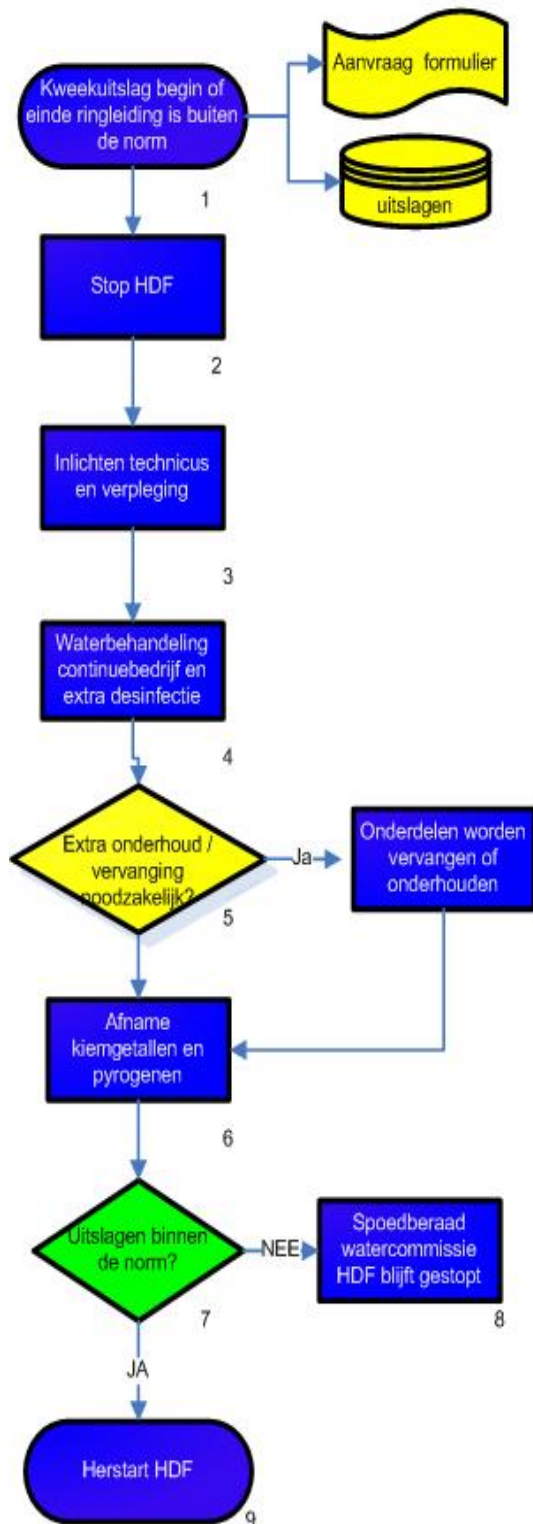 Kweekuitslag begin of
einde ringleiding is buiten
de norm
Aanvraag formulier
uitslagen
1
Stop HDF
2
Inlichten technicus
en verpleging
3
Waterbehandeling
continuebedrijf en
extra desinfectie
4
Extra onderhoud /
vervanging
noodzakelijk?
Ja
Onderdelen worden
vervangen of
onderhouden
5
Afname
kiemgetallen en
pyrogenen
6
Uitslagen binnen
de norm?
NEE
Spoedberaad
watercommissie
HDF blijft gestopt
7
8
JA
Herstart HDF
9